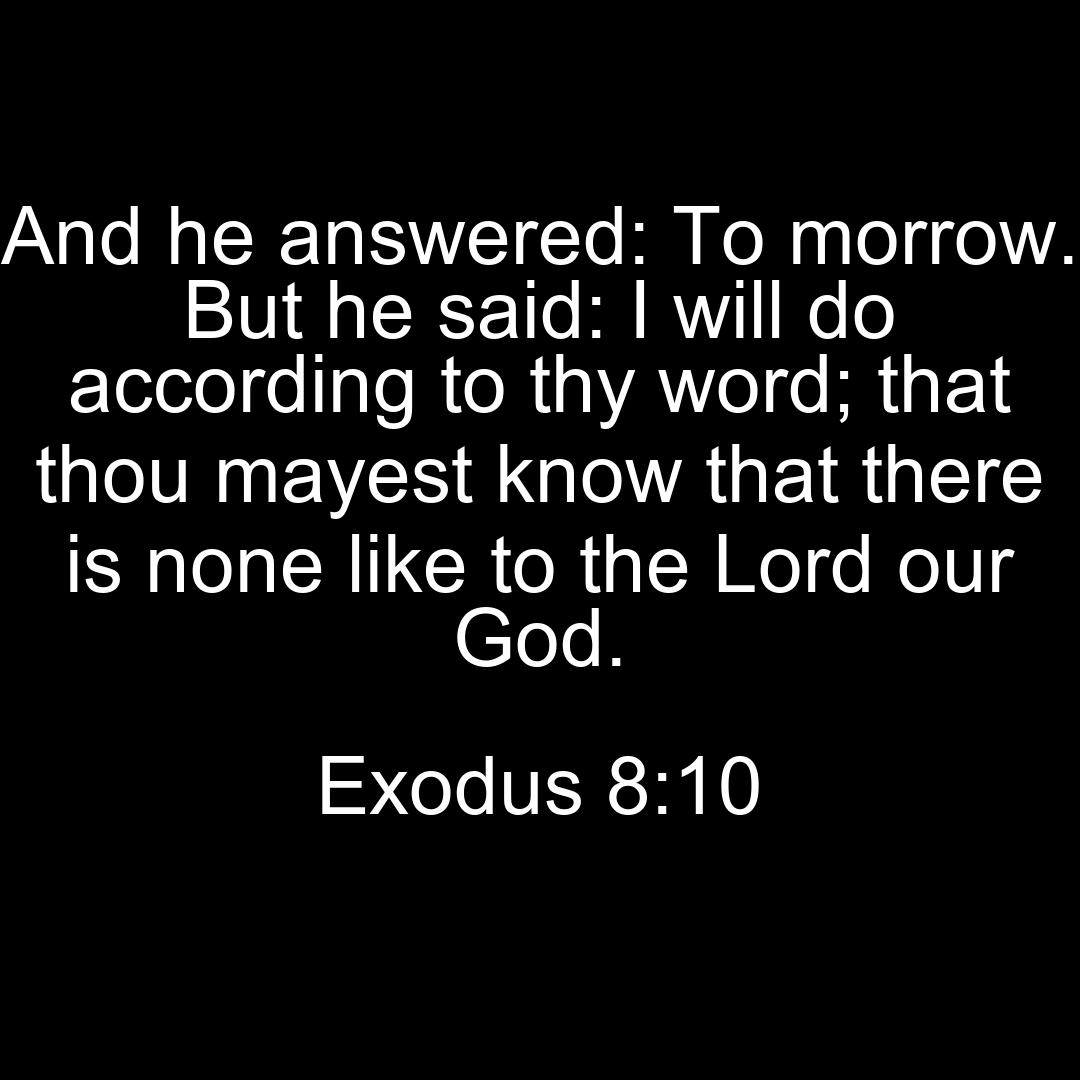 And he answered: To morrow.
But he said: I will do
according to thy word; that
thou mayest know that there
is none like to the Lord our
God.
Exodus 8:10